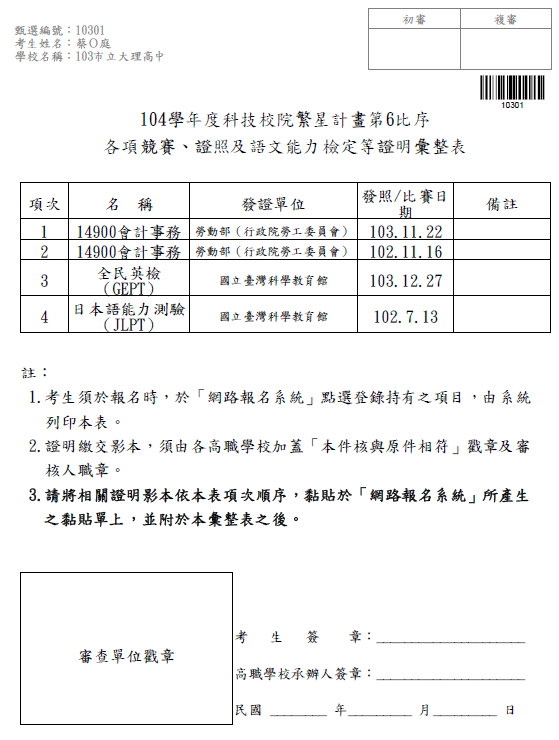 甄選編號：10301
考生姓名：蔡○庭
學校名稱：103市立大理高中
初審 複審
10301
104學年度科技校院繁星計畫第6比序
各項競賽、證照及語文能力檢定等證明彙整表
項次 名 稱 發證單位 發照/比賽日期 備註
1 14900會計事務 勞動部（行政院勞工委員會） 103.11.22
2 14900會計事務 勞動部（行政院勞工委員會） 102.11.16
3 全民英檢（GEPT） 國立臺灣科學教育館 103.12.27
4 日本語能力測驗（JLPT） 國立臺灣科學教育館 102.7.13
註：
1.考生須於報名時，於「網路報名系統」點選登錄持有之項目，由系統
列印本表。
2.證明繳交影本，須由各高職學校加蓋「本件核與原件相符」戳章及審
核人職章。
3.請將相關證明影本依本表項次順序，黏貼於「網路報名系統」所產生
之黏貼單上，並附於本彙整表之後。
審查單位戳章
考 生 簽 章：____________________
高職學校承辦人簽章：____________________
民國 ________ 年________ 月________ 日